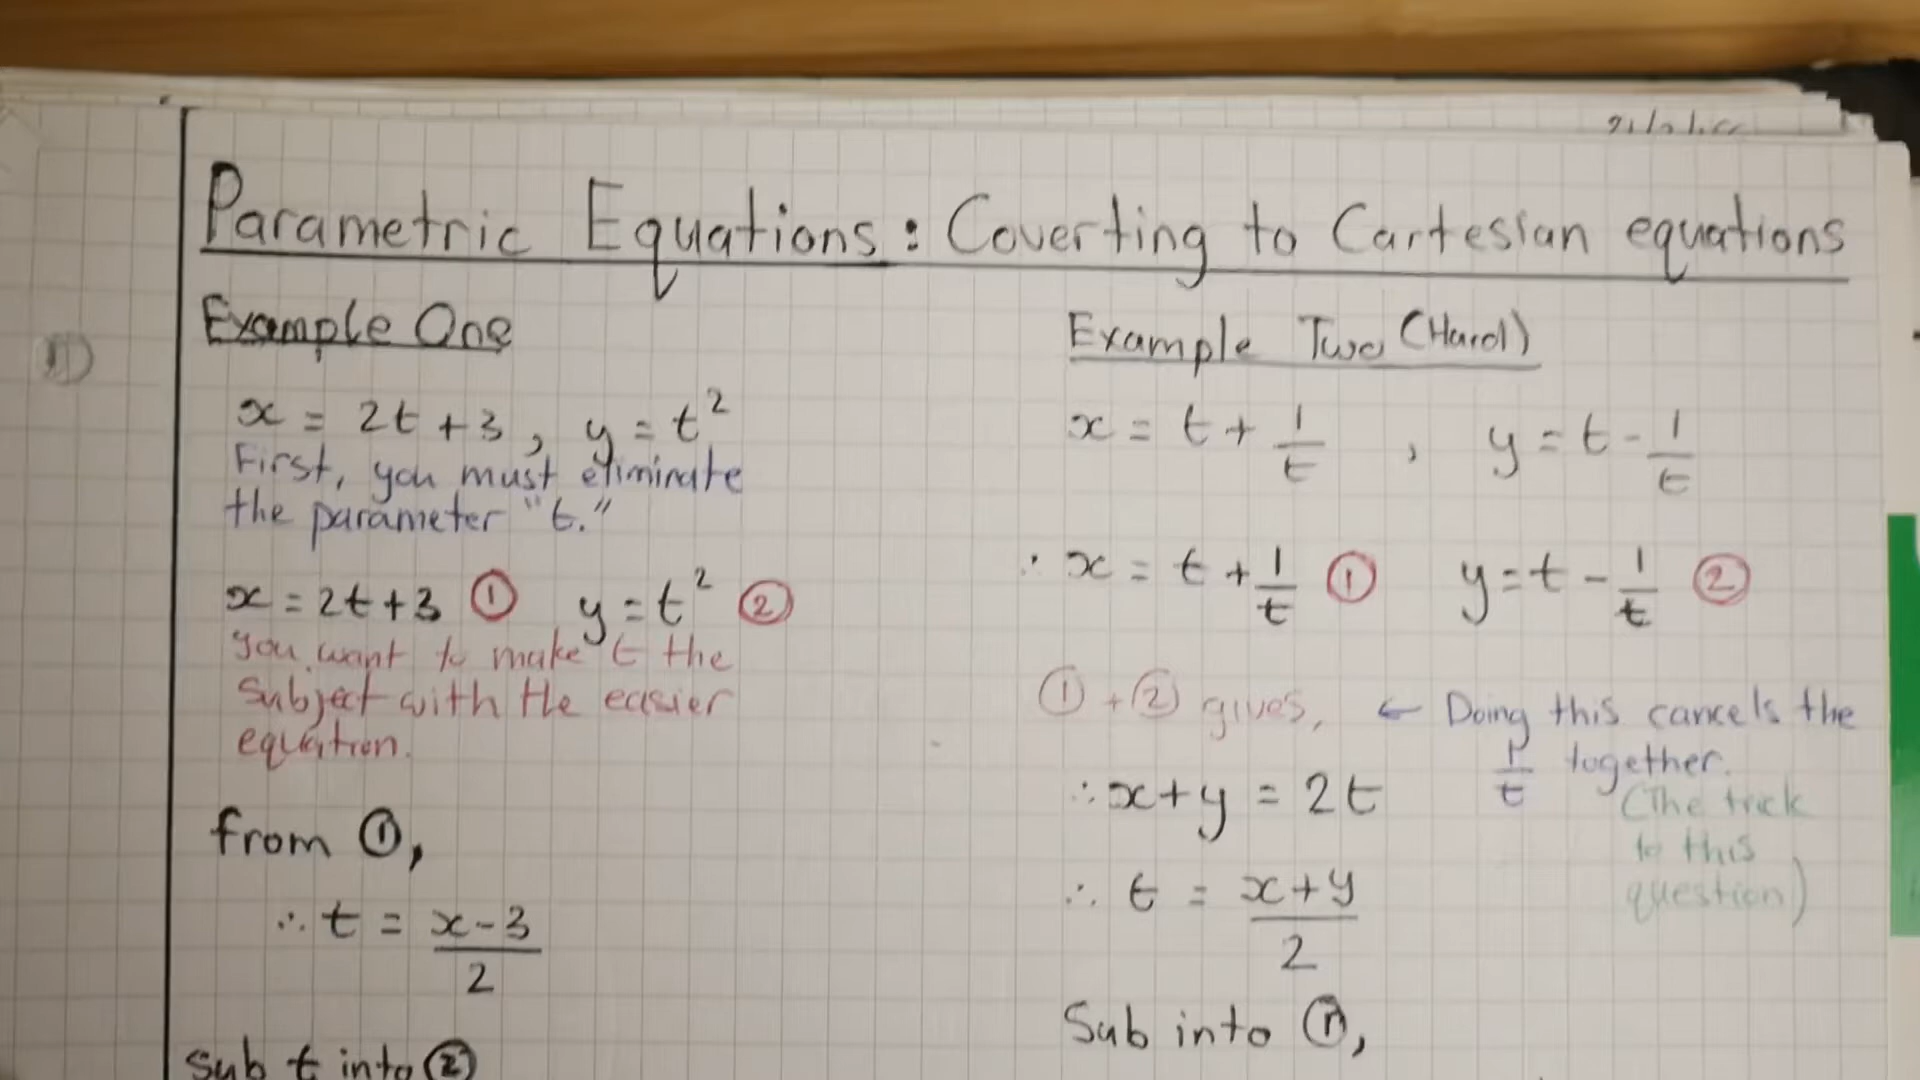 Parametric Equations: Coverting to Cartesian equations
Example One
x = 2t + 3, y = t²
First, you must eliminate
the parameter "t."
x = 2t + 3 ① y = t² ②
you want to make t the
subject with the easier
equation.
from ①,
∴ t = (x - 3)/2
Sub t into ②
Example Two (Hard)
x = t + 1/t , y = t - 1/t
∴ x = t + 1/t ① y = t - 1/t ②
① + ② gives, ← Doing this cancels the
1/t together.
(The trick
to this
question)
∴ x + y = 2t
∴ t = (x + y)/2
Sub into ①,